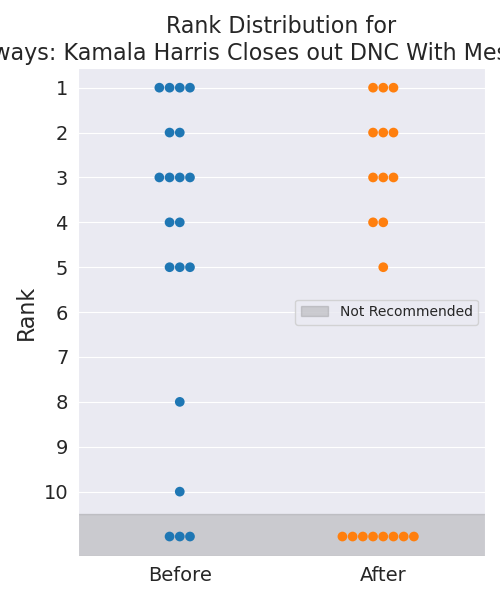 Rank Distribution for
ways: Kamala Harris Closes out DNC With
1
2
3
4
5
6
7
8
9
10
Rank
Not Recommended
Before
After